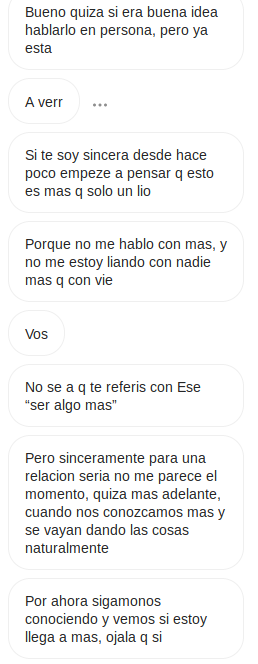 Bueno quiza si era buena idea
hablarlo en persona, pero ya
esta
A verr
Si te soy sincera desde hace
poco empeze a pensar q esto
es mas q solo un lio
Porque no me hablo con mas, y
no me estoy liando con nadie
mas q con vie
Vos
No se a q te referis con Ese
“ser algo mas”
Pero sinceramente para una
relacion seria no me parece el
momento, quiza mas adelante,
cuando nos conozcamos mas y
se vayan dando las cosas
naturalmente
Por ahora sigamonos
conociendo y vemos si estoy
llega a mas, ojala q si